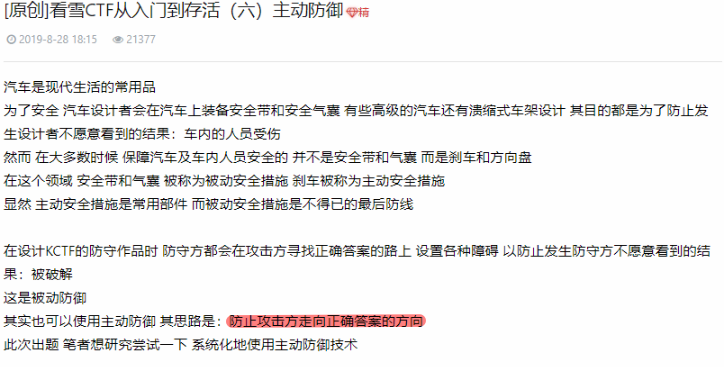 [原创]看雪CTF从入门到存活（六）主动防御 精
2019-8-28 18:15 21377
汽车是现代生活的常用品
为了安全 汽车设计者会在汽车上装备安全带和安全气囊 有些高级的汽车还有溃缩式车架设计 其目的都是为了防止发
生设计者不愿意看到的结果：车内的人员受伤
然而 在大多数时候 保障汽车及车内人员安全的 并不是安全带和气囊 而是刹车和方向盘
在这个领域 安全带和气囊 被称为被动安全措施 刹车被称为主动安全措施
显然 主动安全措施是常用部件 而被动安全措施是不得已的最后防线
在设计KCTF的防守作品时 防守方都会在攻击方寻找正确答案的路上 设置各种障碍 以防止发生防守方不愿意看到的结
果：被破解
这是被动防御
其实也可以使用主动防御 其思路是：防止攻击方走向正确答案的方向
此次出题 笔者想研究尝试一下 系统化地使用主动防御技术